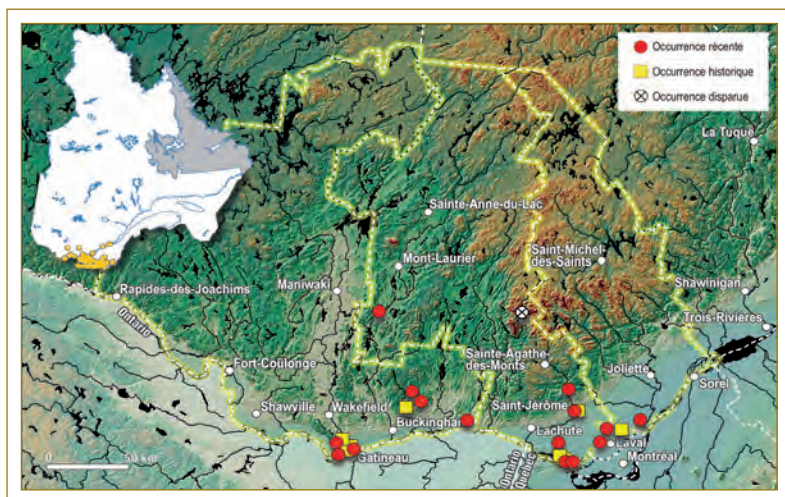 Occurrence récente
Occurrence historique
Occurrence disparue
La Tuque
Sainte-Anne-du-Lac
Saint-Michel-
des-Saints
Mont-Laurier
Maniwaki
Shawinigan
Rapides-des-Joachims
Trois-Rivières
Ontario
Sainte-Agathe-
des-Monts
Joliette
Fort-Coulonge
Sorel
Shawville
Wakefield
Saint-Jérôme
Buckingham
Lachute
Laval
Gatineau
Montréal
0 50 km
Ontario
Québec